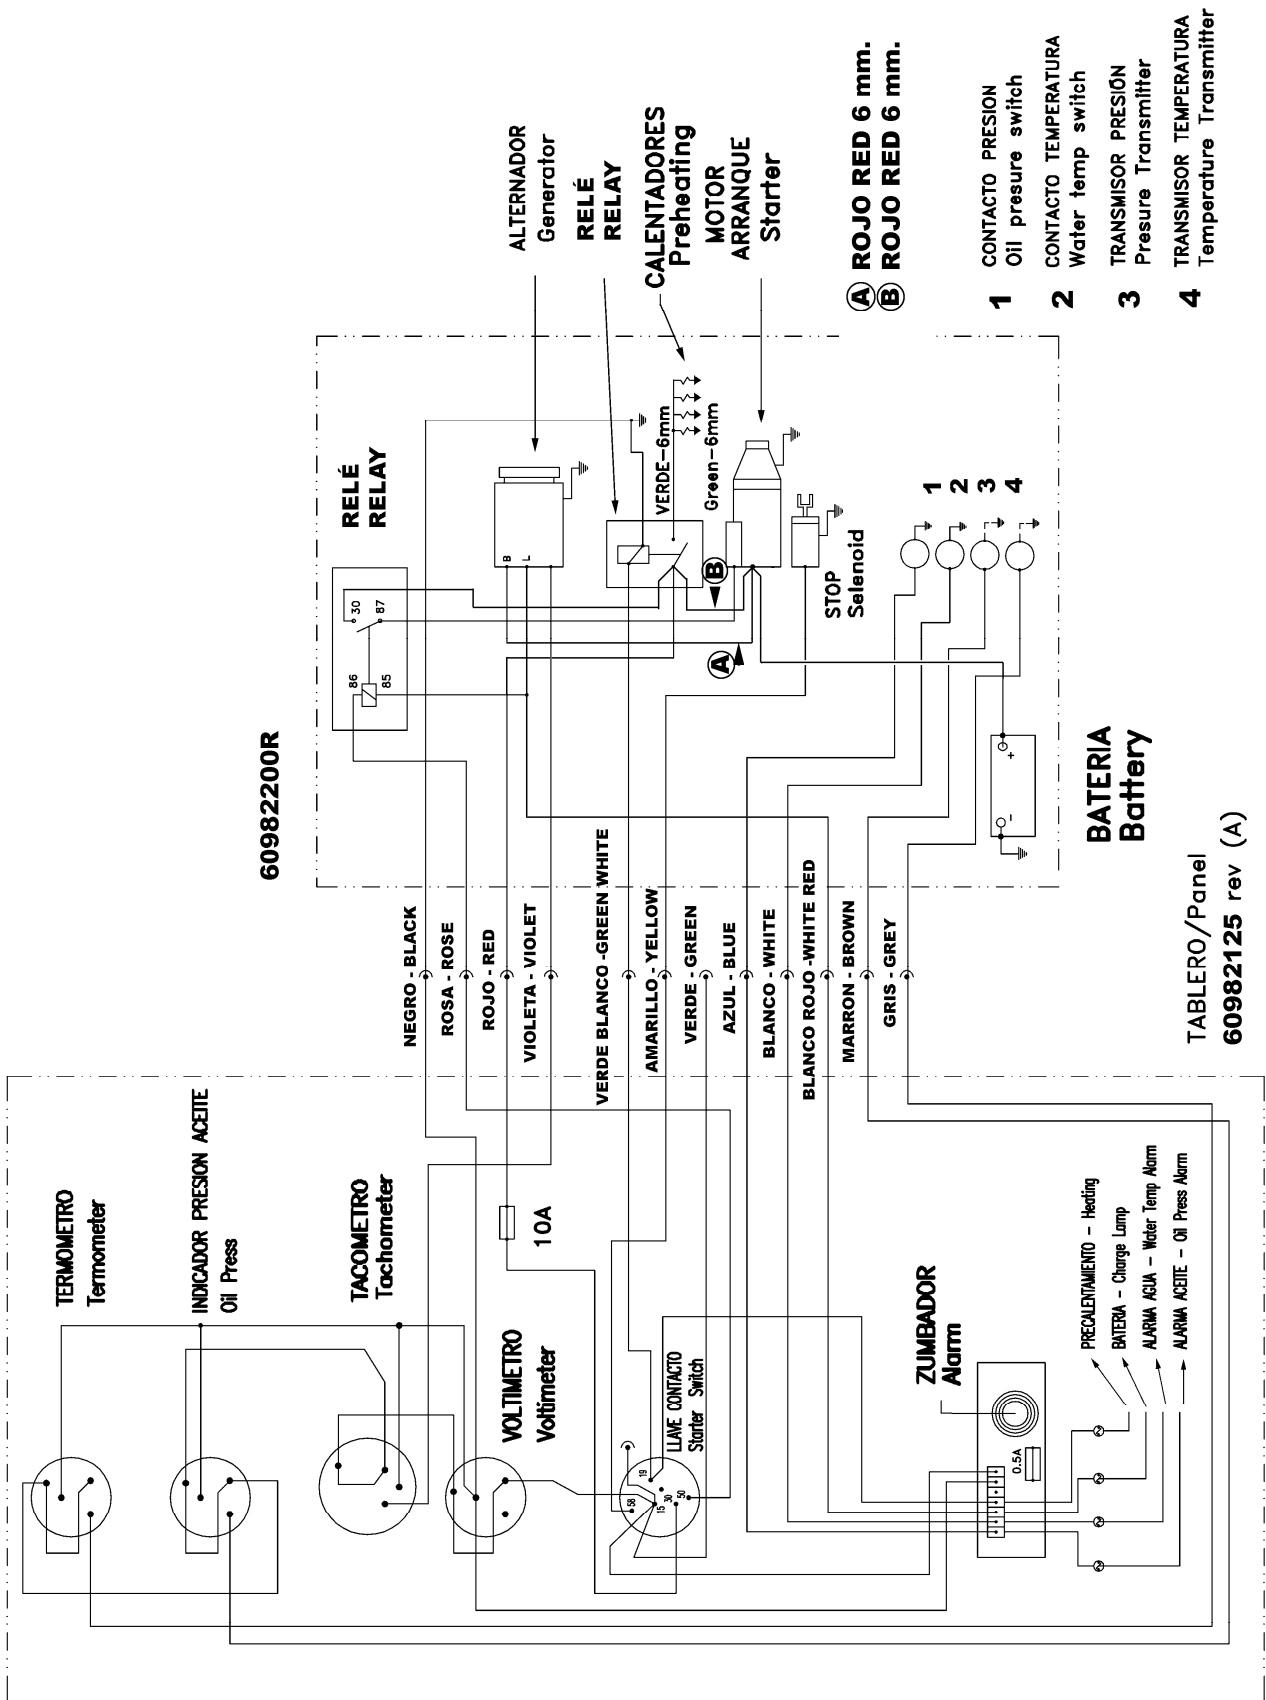 TERMOMETRO
Termometer
INDICADOR PRESION ACEITE
Oil Press
TACOMETRO
Tachometer
VOLTIMETRO
Voltimeter
10A
LLAVE CONTACTO
Starter Switch
19
58
30
15
50
ZUMBADOR
Alarm
0.5A
PRECALENTAMIENTO - Heating
BATERIA - Charge Lamp
ALARMA AGUA - Water Temp Alarm
ALARMA ACEITE - Oil Press Alarm
2
2
2
2
NEGRO - BLACK
ROSA - ROSE
ROJO - RED
VIOLETA - VIOLET
VERDE BLANCO -GREEN WHITE
AMARILLO - YELLOW
VERDE - GREEN
AZUL - BLUE
BLANCO - WHITE
BLANCO ROJO -WHITE RED
MARRON - BROWN
GRIS - GREY
TABLERO/Panel
60982125 rev (A)
60982200R
RELÉ
RELAY
30
87
86
85
B
L
VERDE-6mm
Green-6mm
STOP
Selenoid
A
B
1
2
3
4
+
-
BATERIA
Battery
ALTERNADOR
Generator
RELÉ
RELAY
CALENTADORES
Preheating
MOTOR
ARRANQUE
Starter
A ROJO RED 6 mm.
B ROJO RED 6 mm.
1 CONTACTO PRESION
Oil presure switch
2 CONTACTO TEMPERATURA
Water temp switch
3 TRANSMISOR PRESIÓN
Presure Transmitter
4 TRANSMISOR TEMPERATURA
Temperature Transmitter